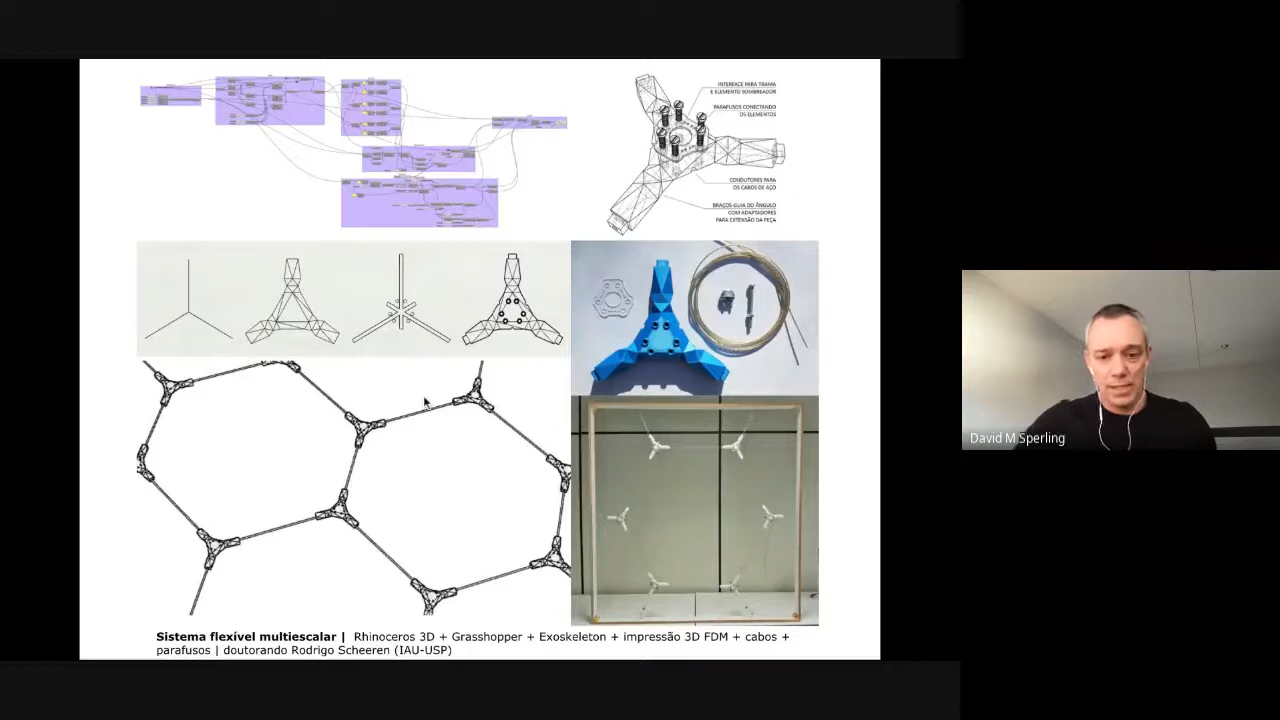 INTERFACE PARA TRAMA
E ELEMENTO SOMBREADOR
PARAFUSOS CONECTANDO
OS ELEMENTOS
CONDUTORES PARA
OS CABOS DE AÇO
BRAÇOS-GUIA DO ÂNGULO
COM ADAPTADORES
PARA EXTENSÃO DA PEÇA
David M Sperling
Sistema flexível multiescalar | Rhinoceros 3D + Grasshopper + Exoskeleton + impressão 3D FDM + cabos +
parafusos | doutorando Rodrigo Scheeren (IAU-USP)